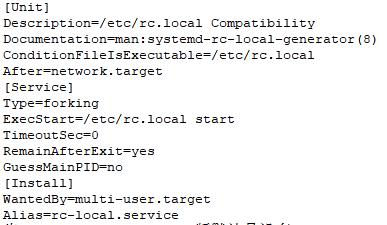 [Unit]
Description=/etc/rc.local Compatibility
Documentation=man:systemd-rc-local-generator(8)
ConditionFileIsExecutable=/etc/rc.local
After=network.target
[Service]
Type=forking
ExecStart=/etc/rc.local start
TimeoutSec=0
RemainAfterExit=yes
GuessMainPID=no
[Install]
WantedBy=multi-user.target
Alias=rc-local.service